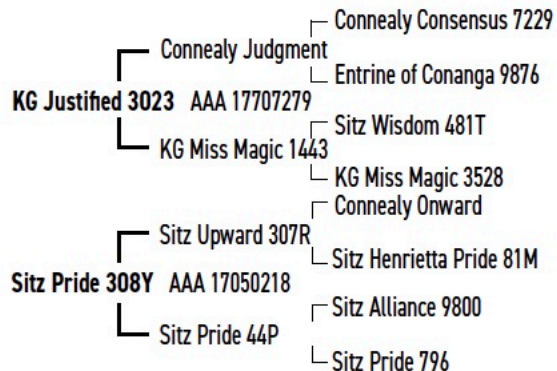 Connealy Consensus 7229
Connealy Judgment
Entrine of Conanga 9876
KG Justified 3023 AAA 17707279
Sitz Wisdom 481T
KG Miss Magic 1443
KG Miss Magic 3528
Connealy Onward
Sitz Upward 307R
Sitz Henrietta Pride 81M
Sitz Pride 308Y AAA 17050218
Sitz Alliance 9800
Sitz Pride 44P
Sitz Pride 796